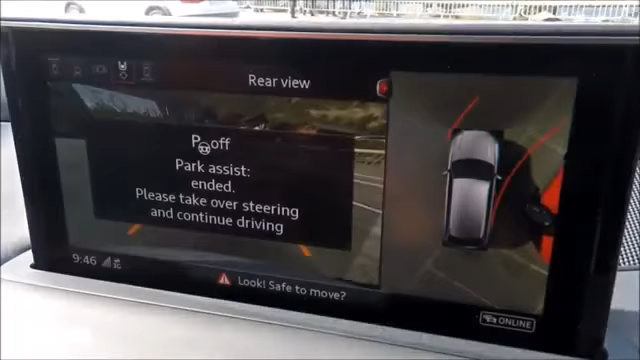 Rear view
P off
Park assist:
ended.
Please take over steering
and continue driving
9:46
Look! Safe to move?
ONLINE